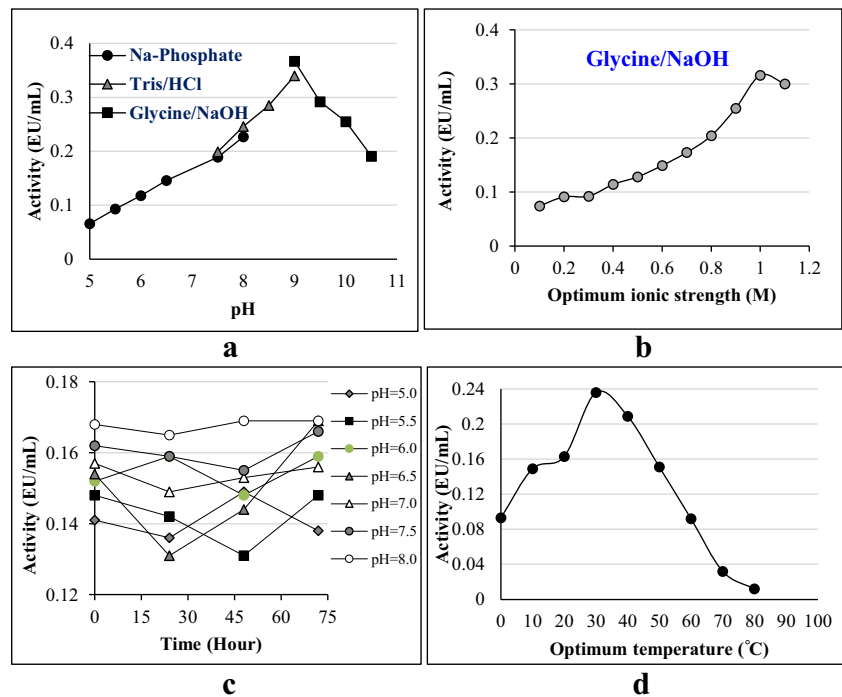 0.4
0.3
0.2
0.1
0
Activity (EU/mL)
Na-Phosphate
Tris/HCl
Glycine/NaOH
5 6 7 8 9 10 11
pH
a
0.4
0.3
0.2
0.1
0
Activity (EU/mL)
Glycine/NaOH
0 0.2 0.4 0.6 0.8 1 1.2
Optimum ionic strength (M)
b
0.18
0.16
0.14
0.12
Activity (EU/mL)
pH=5.0
pH=5.5
pH=6.0
pH=6.5
pH=7.0
pH=7.5
pH=8.0
0 15 30 45 60 75
Time (Hour)
c
0.24
0.2
0.16
0.12
0.08
0.04
0
Activity (EU/mL)
0 10 20 30 40 50 60 70 80 90 100
Optimum temperature (°C)
d